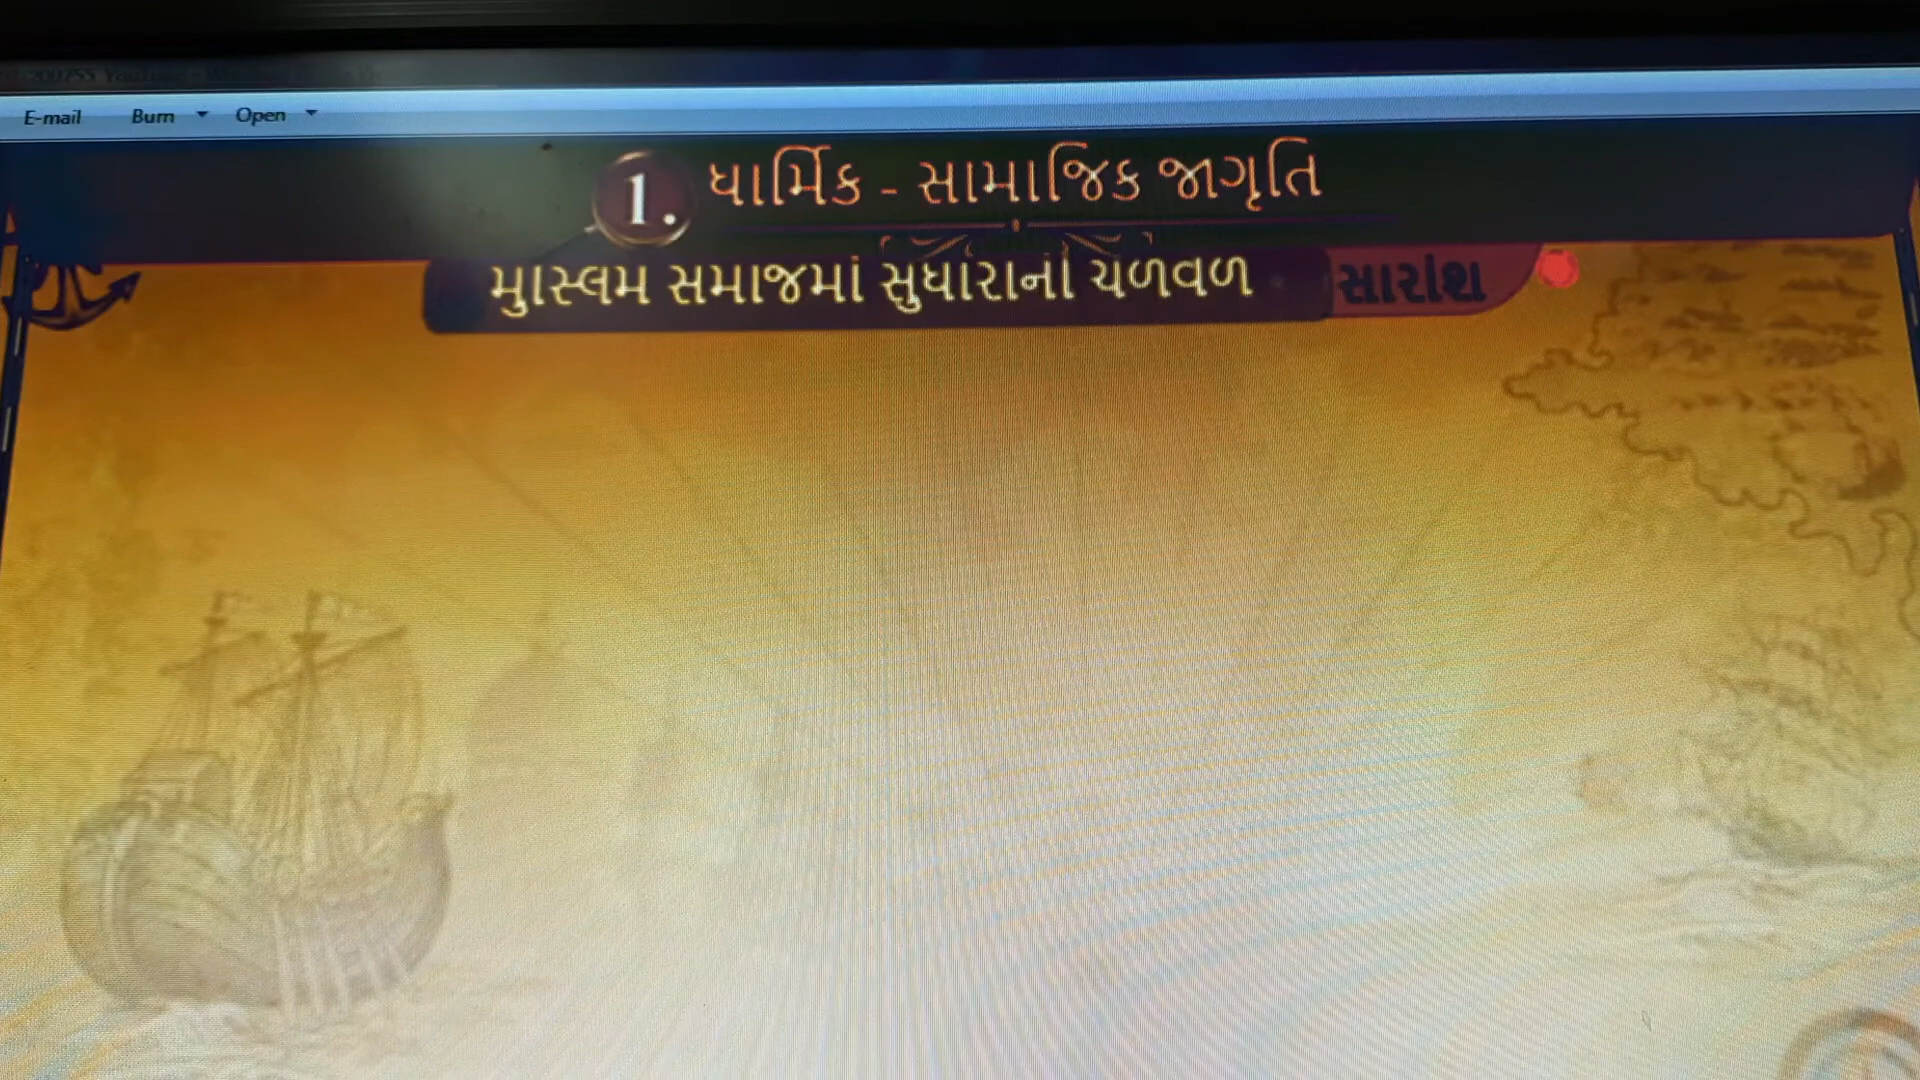 E-mail Burn Open
1. ધાર્મિક - સામાજિક જાગૃતિ
મુસ્લિમ સમાજમાં સુધારાની ચળવળ સારાંશ